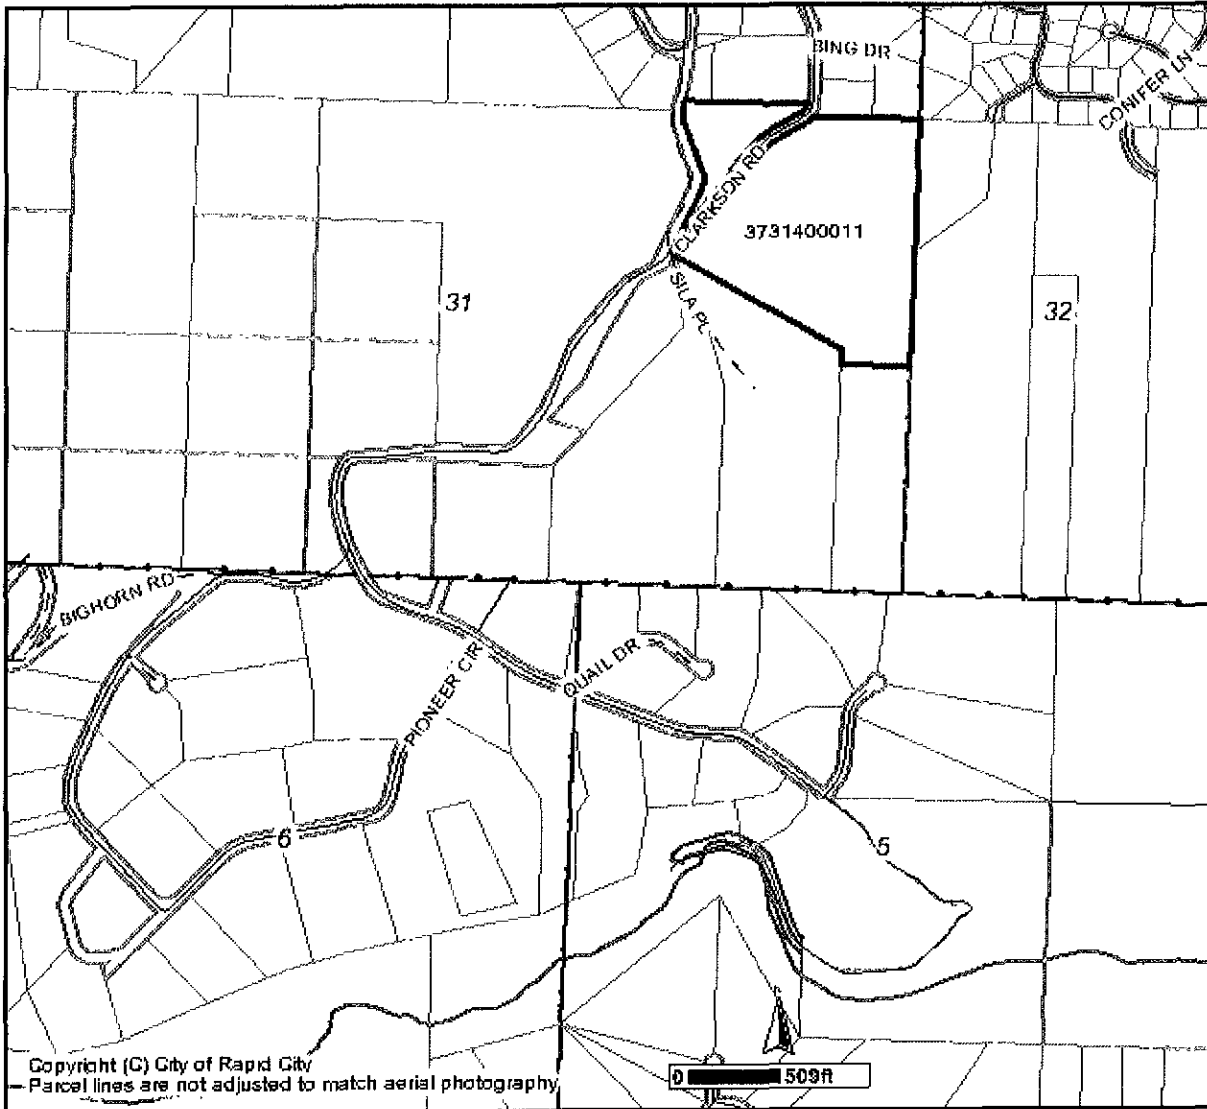 BING DR
CONIFER LN
CLARKSON RD
3731400011
SILA PL
31
32
BIGHORN RD
PIONEER CIR
QUAIL DR
6
5
Copyright (C) City of Rapid City
Parcel lines are not adjusted to match aerial photography
0 509ft